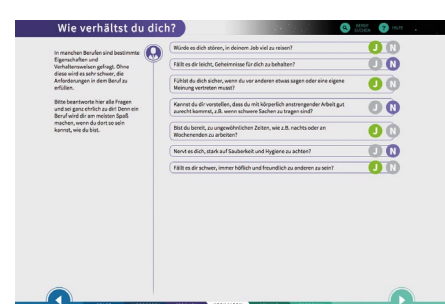 Wie verhältst du dich?
BERUF
SUCHEN
?
HILFE
In manchen Berufen sind bestimmte
Eigenschaften und
Verhaltensweisen gefragt. Ohne
diese wird es sehr schwer, die
Anforderungen in dem Beruf zu
erfüllen.
Bitte beantworte hier alle Fragen
und sei ganz ehrlich zu dir! Denn ein
Beruf wird dir am meisten Spaß
machen, wenn du dort so sein
kannst, wie du bist.
Würde es dich stören, in deinem Job viel zu reisen?
J N
Fällt es dir leicht, Geheimnisse für dich zu behalten?
J N
Fühlst du dich sicher, wenn du vor anderen etwas sagen oder eine eigene
Meinung vertreten musst?
J N
Kannst du dir vorstellen, dass du mit körperlich anstrengender Arbeit gut
zurecht kommst, z.B. wenn schwere Sachen zu tragen sind?
J N
Bist du bereit, zu ungewöhnlichen Zeiten, wie z.B. nachts oder an
Wochenenden zu arbeiten?
J N
Nervt es dich, stark auf Sauberkeit und Hygiene zu achten?
J N
Fällt es dir schwer, immer höflich und freundlich zu anderen zu sein?
J N